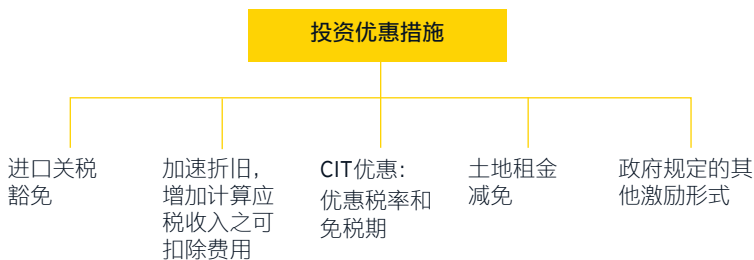 投资优惠措施
进口关税
豁免
加速折旧，
增加计算应
税收入之可
扣除费用
CIT优惠：
优惠税率和
免税期
土地租金
减免
政府规定的其
他激励形式